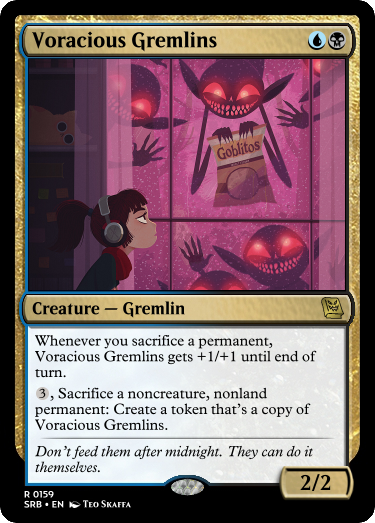 Voracious Gremlins
Goblitos
Creature — Gremlin
Whenever you sacrifice a permanent,
Voracious Gremlins gets +1/+1 until end of
turn.
3, Sacrifice a noncreature, nonland
permanent: Create a token that's a copy of
Voracious Gremlins.
Don't feed them after midnight. They can do it
themselves.
2/2
R 0159
SRB • EN Teo Skaffa